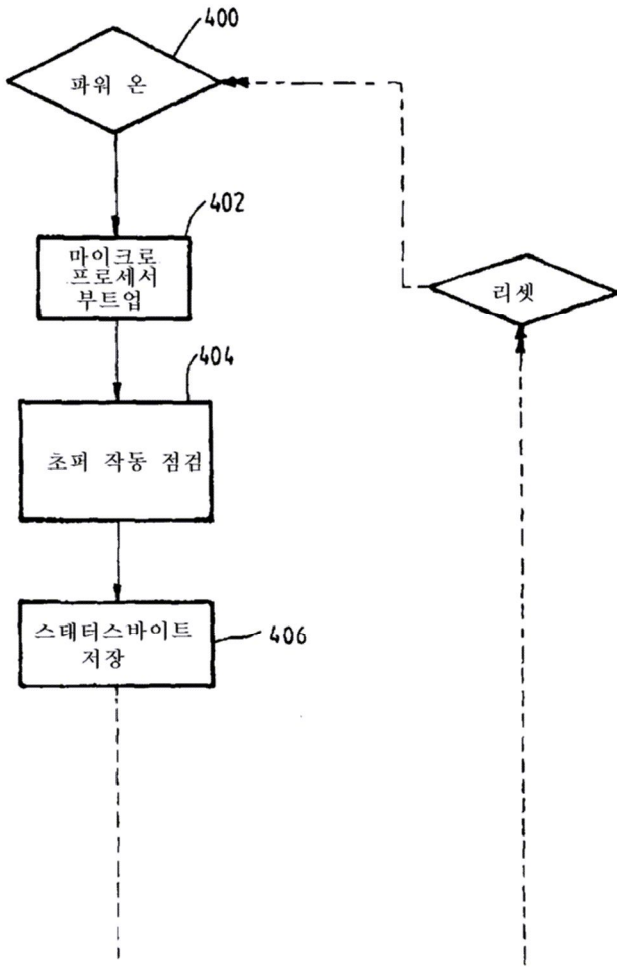 400
파워 온
402
마이크로
프로세서
부트업
리셋
404
초퍼 작동 점검
스태터스바이트
저장
406